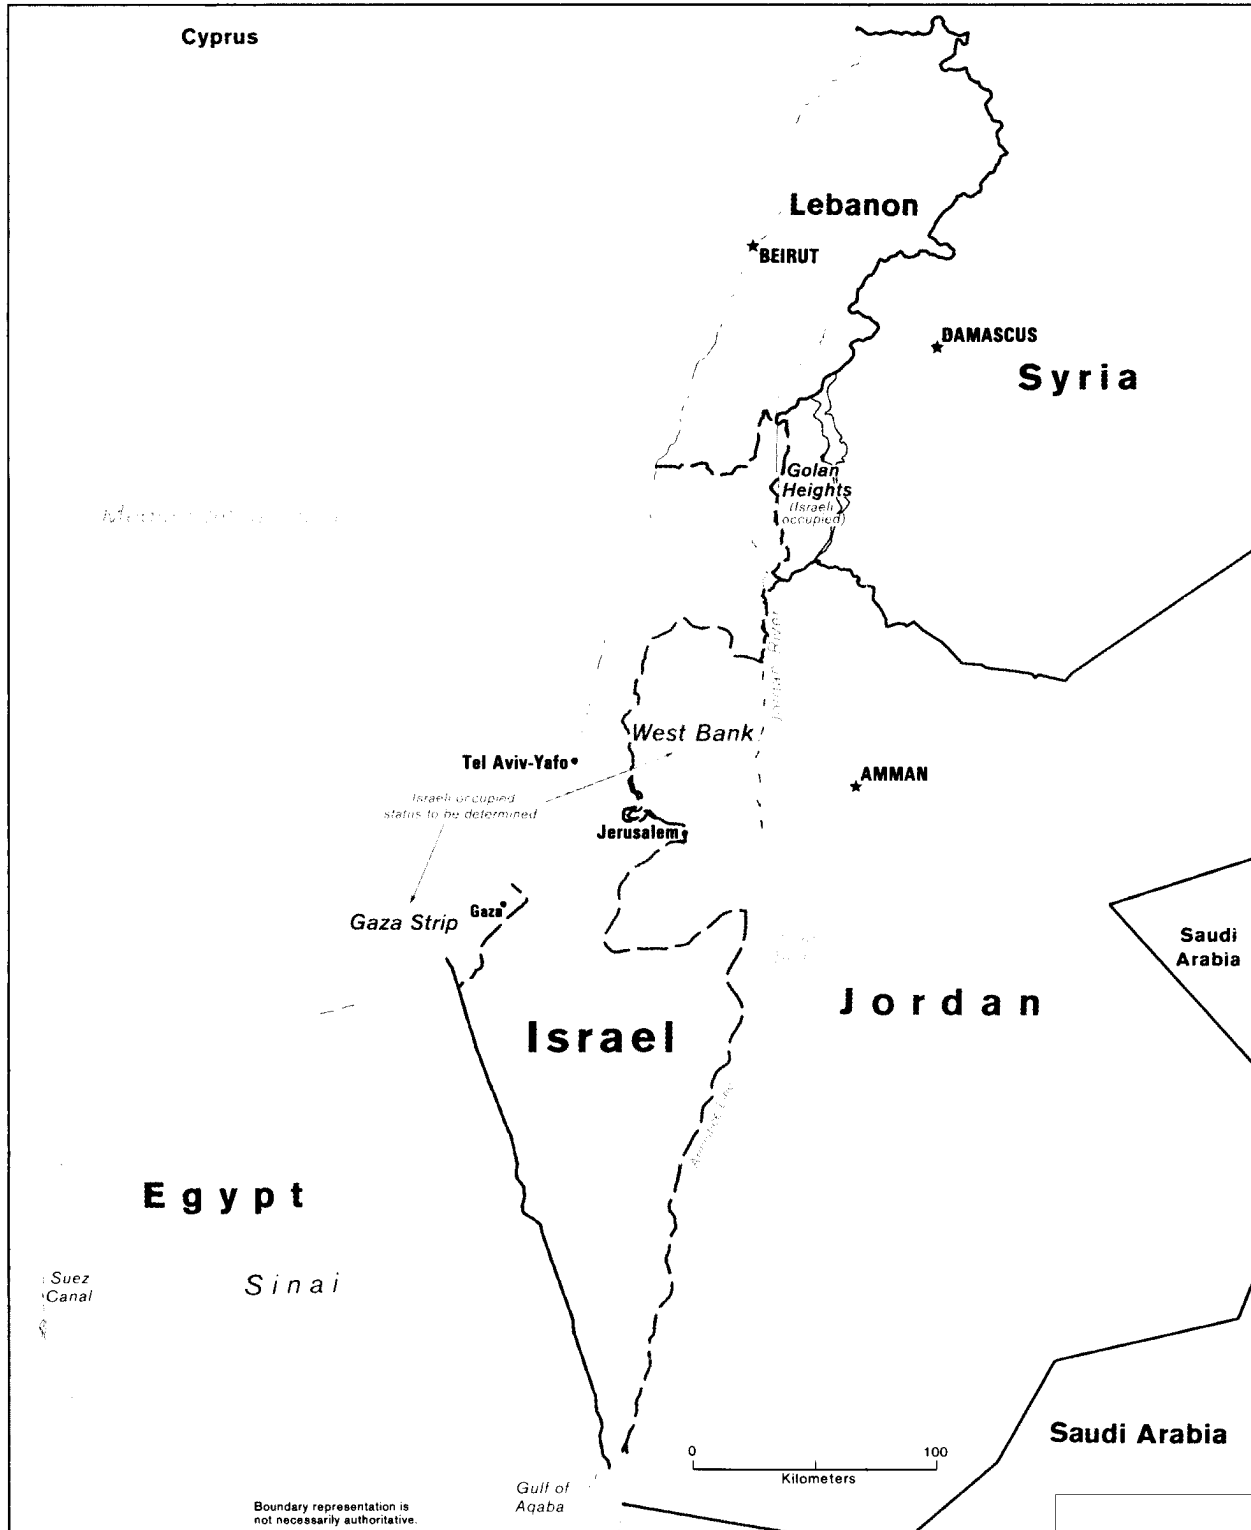 Cyprus
Lebanon
BEIRUT
DAMASCUS
Syria
Golan
Heights
(Israeli
occupied)
Jordan River
West Bank
Tel Aviv-Yafo
AMMAN
Israeli occupied
status to be determined
Jerusalem
Gaza
Gaza Strip
Saudi
Arabia
Jordan
Israel
Egypt
Sinai
Suez
Canal
Saudi Arabia
0 100
Kilometers
Gulf of
Aqaba
Boundary representation is
not necessarily authoritative.